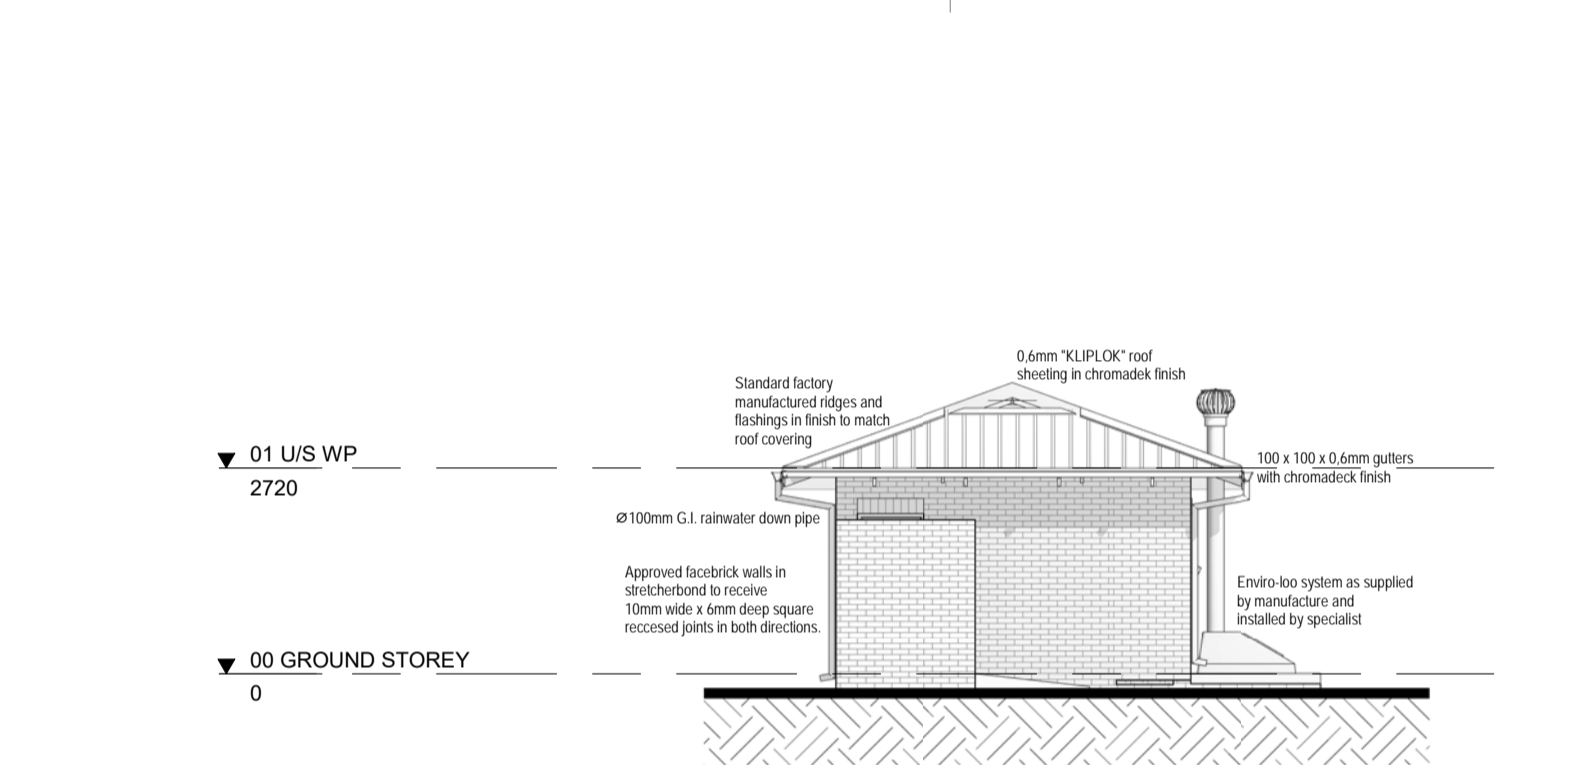 0,6mm "KLIPLOK" roof
sheeting in chromadek finish
Standard factory
manufactured ridges and
flashings in finish to match
roof covering
01 U/S WP
2720
100 x 100 x 0,6mm gutters
with chromadeck finish
Ø100mm G.I. rainwater down pipe
Approved facebrick walls in
stretcherbond to receive
10mm wide x 6mm deep square
reccesed joints in both directions.
Enviro-loo system as supplied
by manufacture and
installed by specialist
00 GROUND STOREY
0